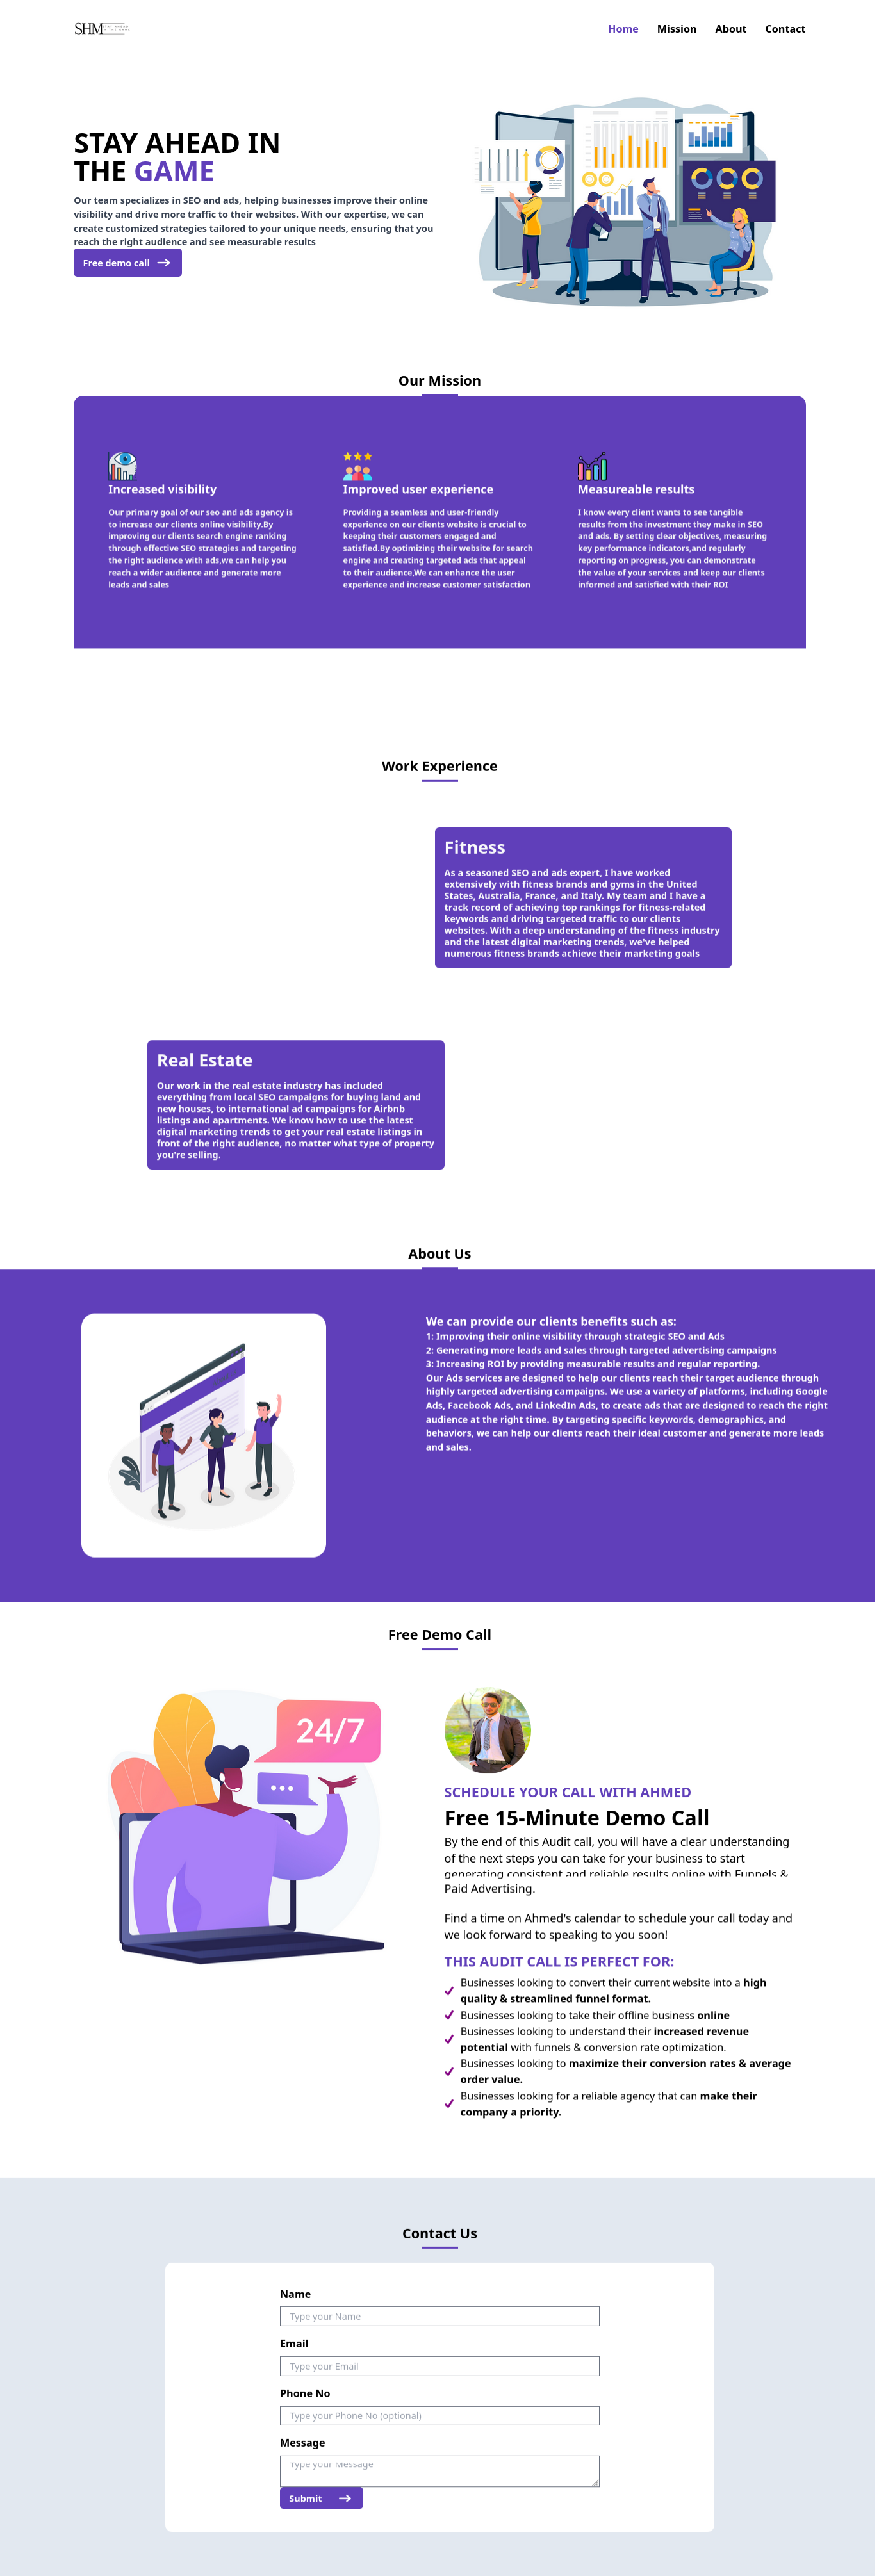 SHM
Home Mission About Contact
STAY AHEAD IN
THE GAME
Our team specializes in SEO and ads, helping businesses improve their online
visibility and drive more traffic to their websites. With our expertise, we can
create customized strategies tailored to your unique needs, ensuring that you
reach the right audience and see measurable results
Free demo call
Our Mission
Increased visibility
Our primary goal of our seo and ads agency is
to increase our clients online visibility.By
improving our clients search engine ranking
through effective SEO strategies and targeting
the right audience with ads,we can help you
reach a wider audience and generate more
leads and sales
Improved user experience
Providing a seamless and user-friendly
experience on our clients website is crucial to
keeping their customers engaged and
satisfied.By optimizing their website for search
engine and creating targeted ads that appeal
to their audience,We can enhance the user
experience and increase customer satisfaction
Measureable results
I know every client wants to see tangible
results from the investment they make in SEO
and ads. By setting clear objectives, measuring
key performance indicators,and regularly
reporting on progress, you can demonstrate
the value of your services and keep our clients
informed and satisfied with their ROI
Work Experience
Fitness
As a seasoned SEO and ads expert, I have worked
extensively with fitness brands and gyms in the United
States, Australia, France, and Italy. My team and I have a
track record of achieving top rankings for fitness-related
keywords and driving targeted traffic to our clients
websites. With a deep understanding of the fitness industry
and the latest digital marketing trends, we've helped
numerous fitness brands achieve their marketing goals
Real Estate
Our work in the real estate industry has included
everything from local SEO campaigns for buying land and
new houses, to international ad campaigns for Airbnb
listings and apartments. We know how to use the latest
digital marketing trends to get your real estate listings in
front of the right audience, no matter what type of property
you're selling.
About Us
We can provide our clients benefits such as:
1: Improving their online visibility through strategic SEO and Ads
2: Generating more leads and sales through targeted advertising campaigns
3: Increasing ROI by providing measurable results and regular reporting.
Our Ads services are designed to help our clients reach their target audience through
highly targeted advertising campaigns. We use a variety of platforms, including Google
Ads, Facebook Ads, and LinkedIn Ads, to create ads that are designed to reach the right
audience at the right time. By targeting specific keywords, demographics, and
behaviors, we can help our clients reach their ideal customer and generate more leads
and sales.
Free Demo Call
24/7
SCHEDULE YOUR CALL WITH AHMED
Free 15-Minute Demo Call
By the end of this Audit call, you will have a clear understanding
of the next steps you can take for your business to start
generating consistent and reliable results online with Funnels &
Paid Advertising.
Find a time on Ahmed's calendar to schedule your call today and
we look forward to speaking to you soon!
THIS AUDIT CALL IS PERFECT FOR:
Businesses looking to convert their current website into a high
quality & streamlined funnel format.
Businesses looking to take their offline business online
Businesses looking to understand their increased revenue
potential with funnels & conversion rate optimization.
Businesses looking to maximize their conversion rates & average
order value.
Businesses looking for a reliable agency that can make their
company a priority.
Contact Us
Name
Type your Name
Email
Type your Email
Phone No
Type your Phone No (optional)
Message
Type your Message
Submit